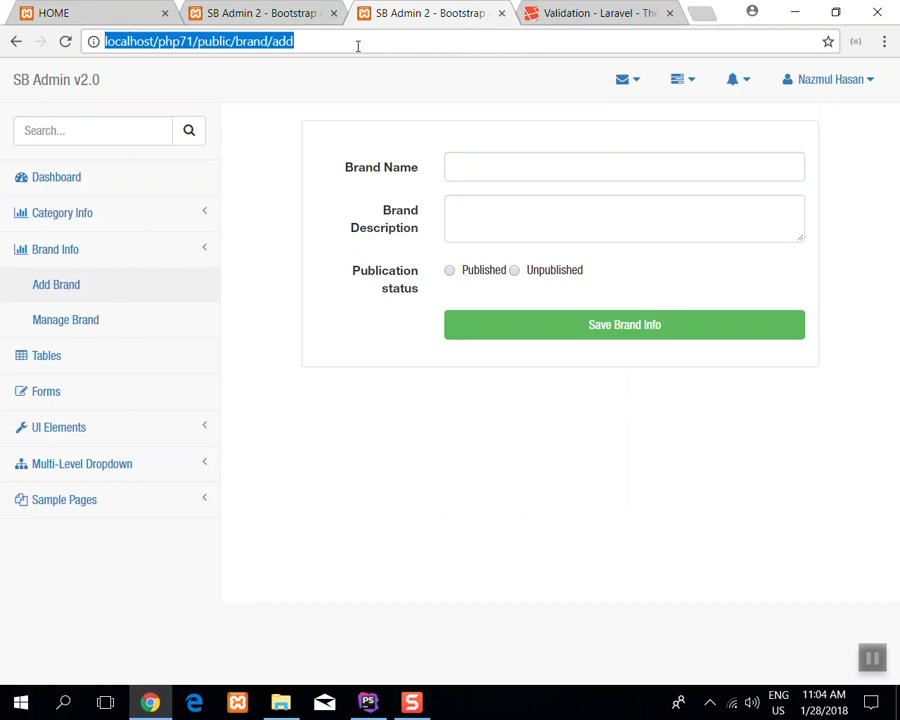 HOME
SB Admin 2 - Bootstrap
SB Admin 2 - Bootstrap
Validation - Laravel - The
localhost/php71/public/brand/add
SB Admin v2.0
Nazmul Hasan
Search...
Dashboard
Category Info
Brand Info
Add Brand
Manage Brand
Tables
Forms
UI Elements
Multi-Level Dropdown
Sample Pages
Brand Name
Brand
Description
Publication
status
Published
Unpublished
Save Brand Info
PS
S
ENG
US
11:04 AM
1/28/2018